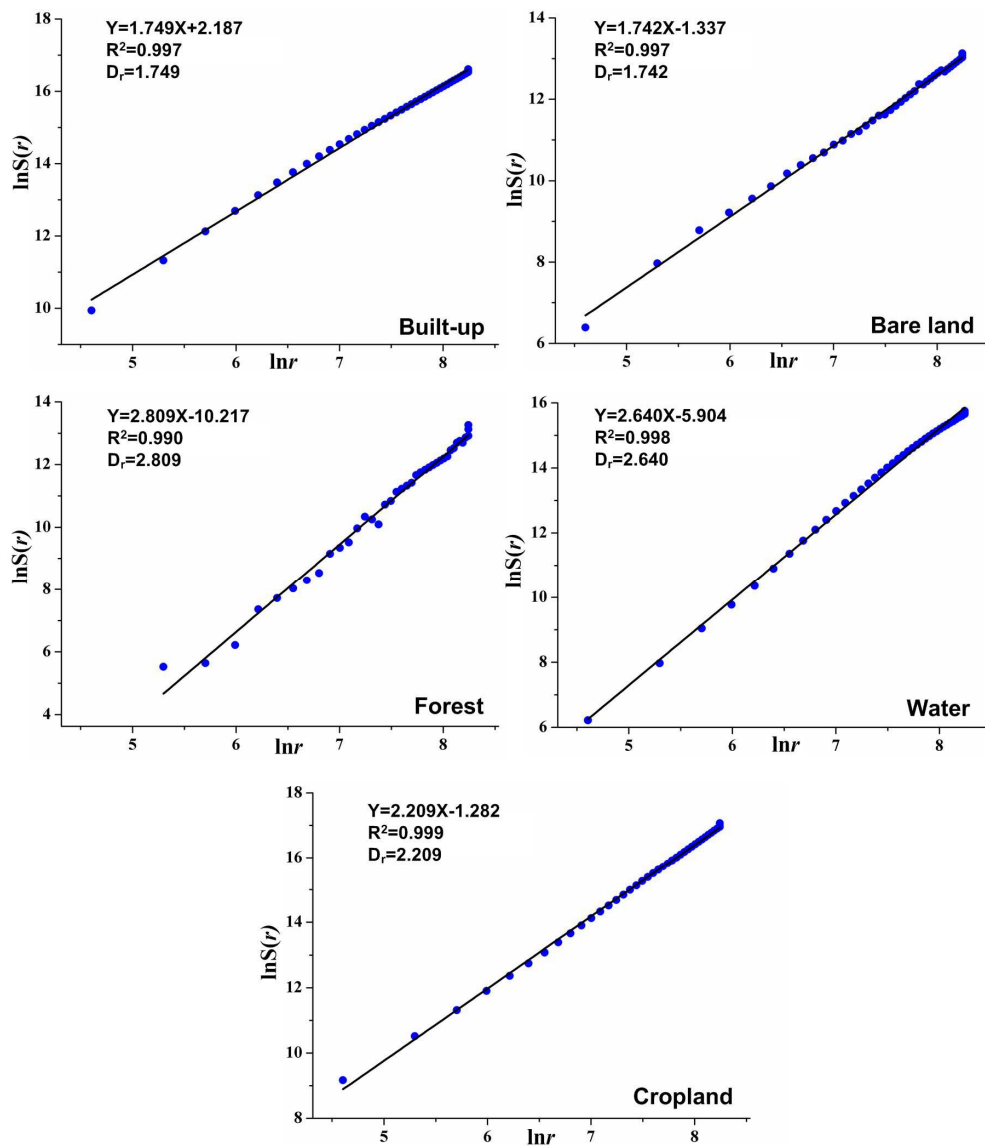 Y=1.749X+2.187
R²=0.997
Dr=1.749
18
16
14
12
10
lnS(r)
5
6
7
8
lnr
Built-up
Y=1.742X-1.337
R²=0.997
Dr=1.742
14
12
10
8
6
lnS(r)
5
6
7
8
lnr
Bare land
Y=2.809X-10.217
R²=0.990
Dr=2.809
14
12
10
8
6
4
lnS(r)
5
6
7
8
lnr
Forest
Y=2.640X-5.904
R²=0.998
Dr=2.640
16
14
12
10
8
6
lnS(r)
5
6
7
8
lnr
Water
Y=2.209X-1.282
R²=0.999
Dr=2.209
18
16
14
12
10
8
lnS(r)
5
6
7
8
lnr
Cropland